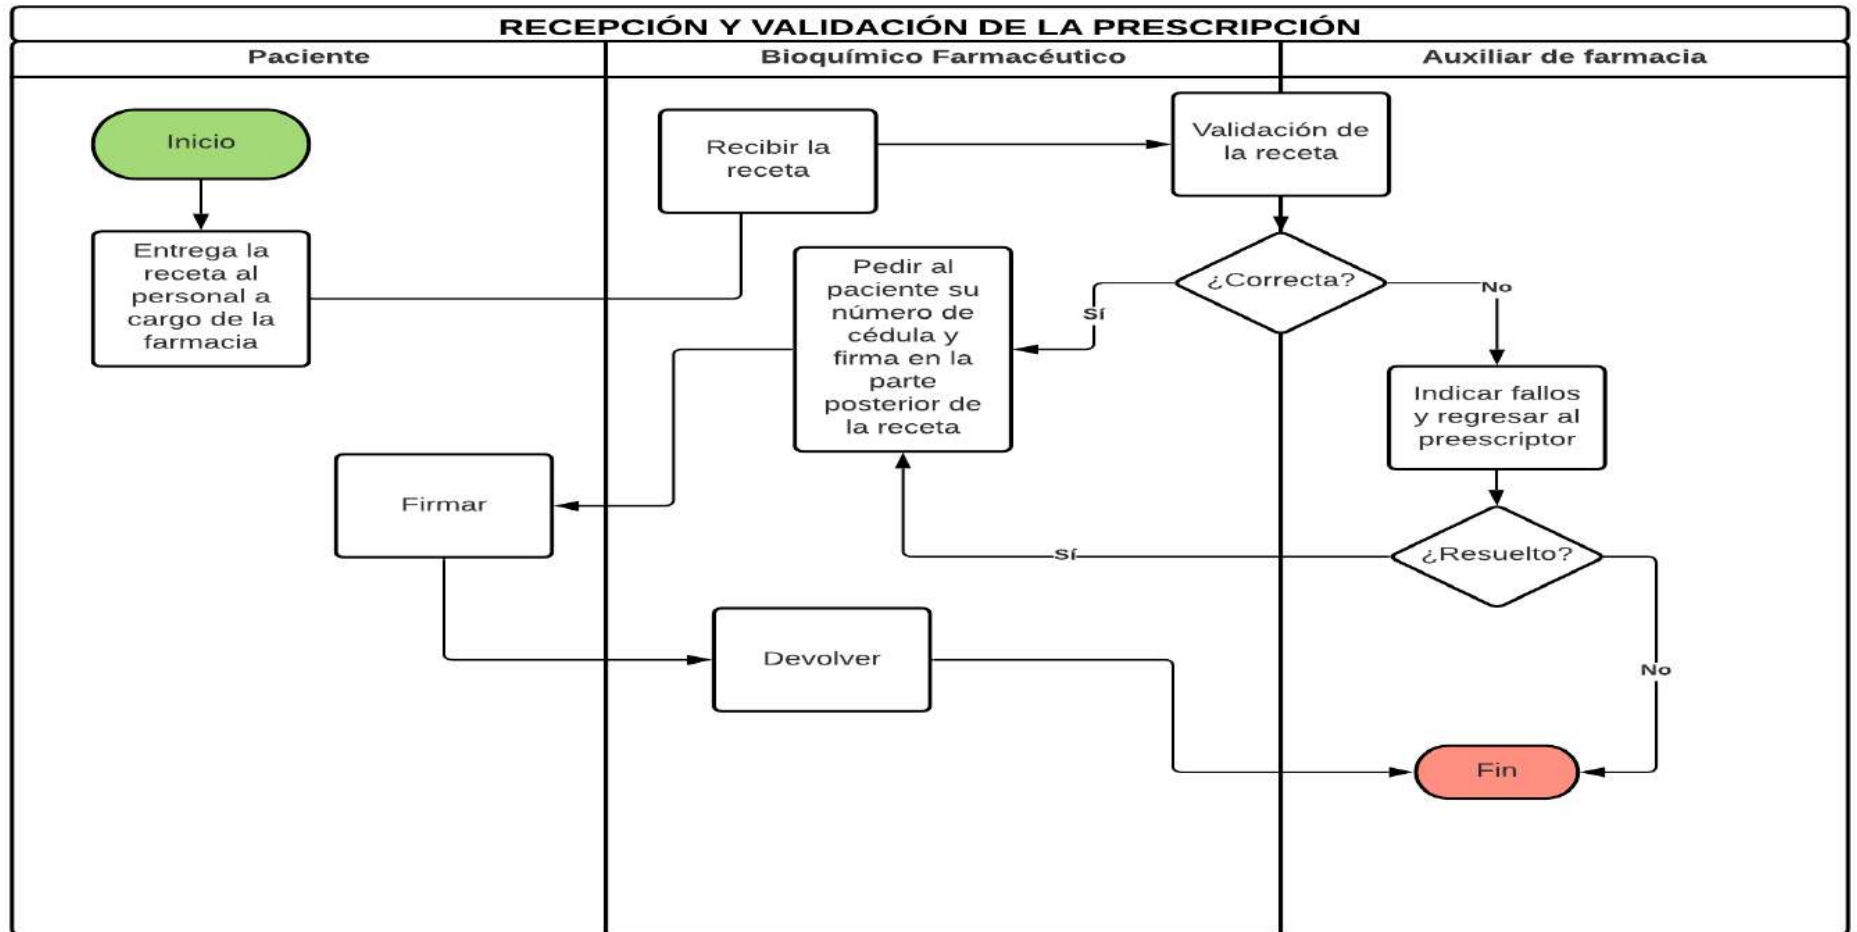 RECEPCIÓN Y VALIDACIÓN DE LA PRESCRIPCIÓN
Paciente
Bioquímico Farmacéutico
Auxiliar de farmacia
Inicio
Entrega la
receta al
personal a
cargo de la
farmacia
Recibir la
receta
Validación de
la receta
¿Correcta?
Sí
No
Pedir al
paciente su
número de
cédula y
firma en la
parte
posterior de
la receta
Indicar fallos
y regresar al
preescriptor
Firmar
¿Resuelto?
Sí
No
Devolver
Fin